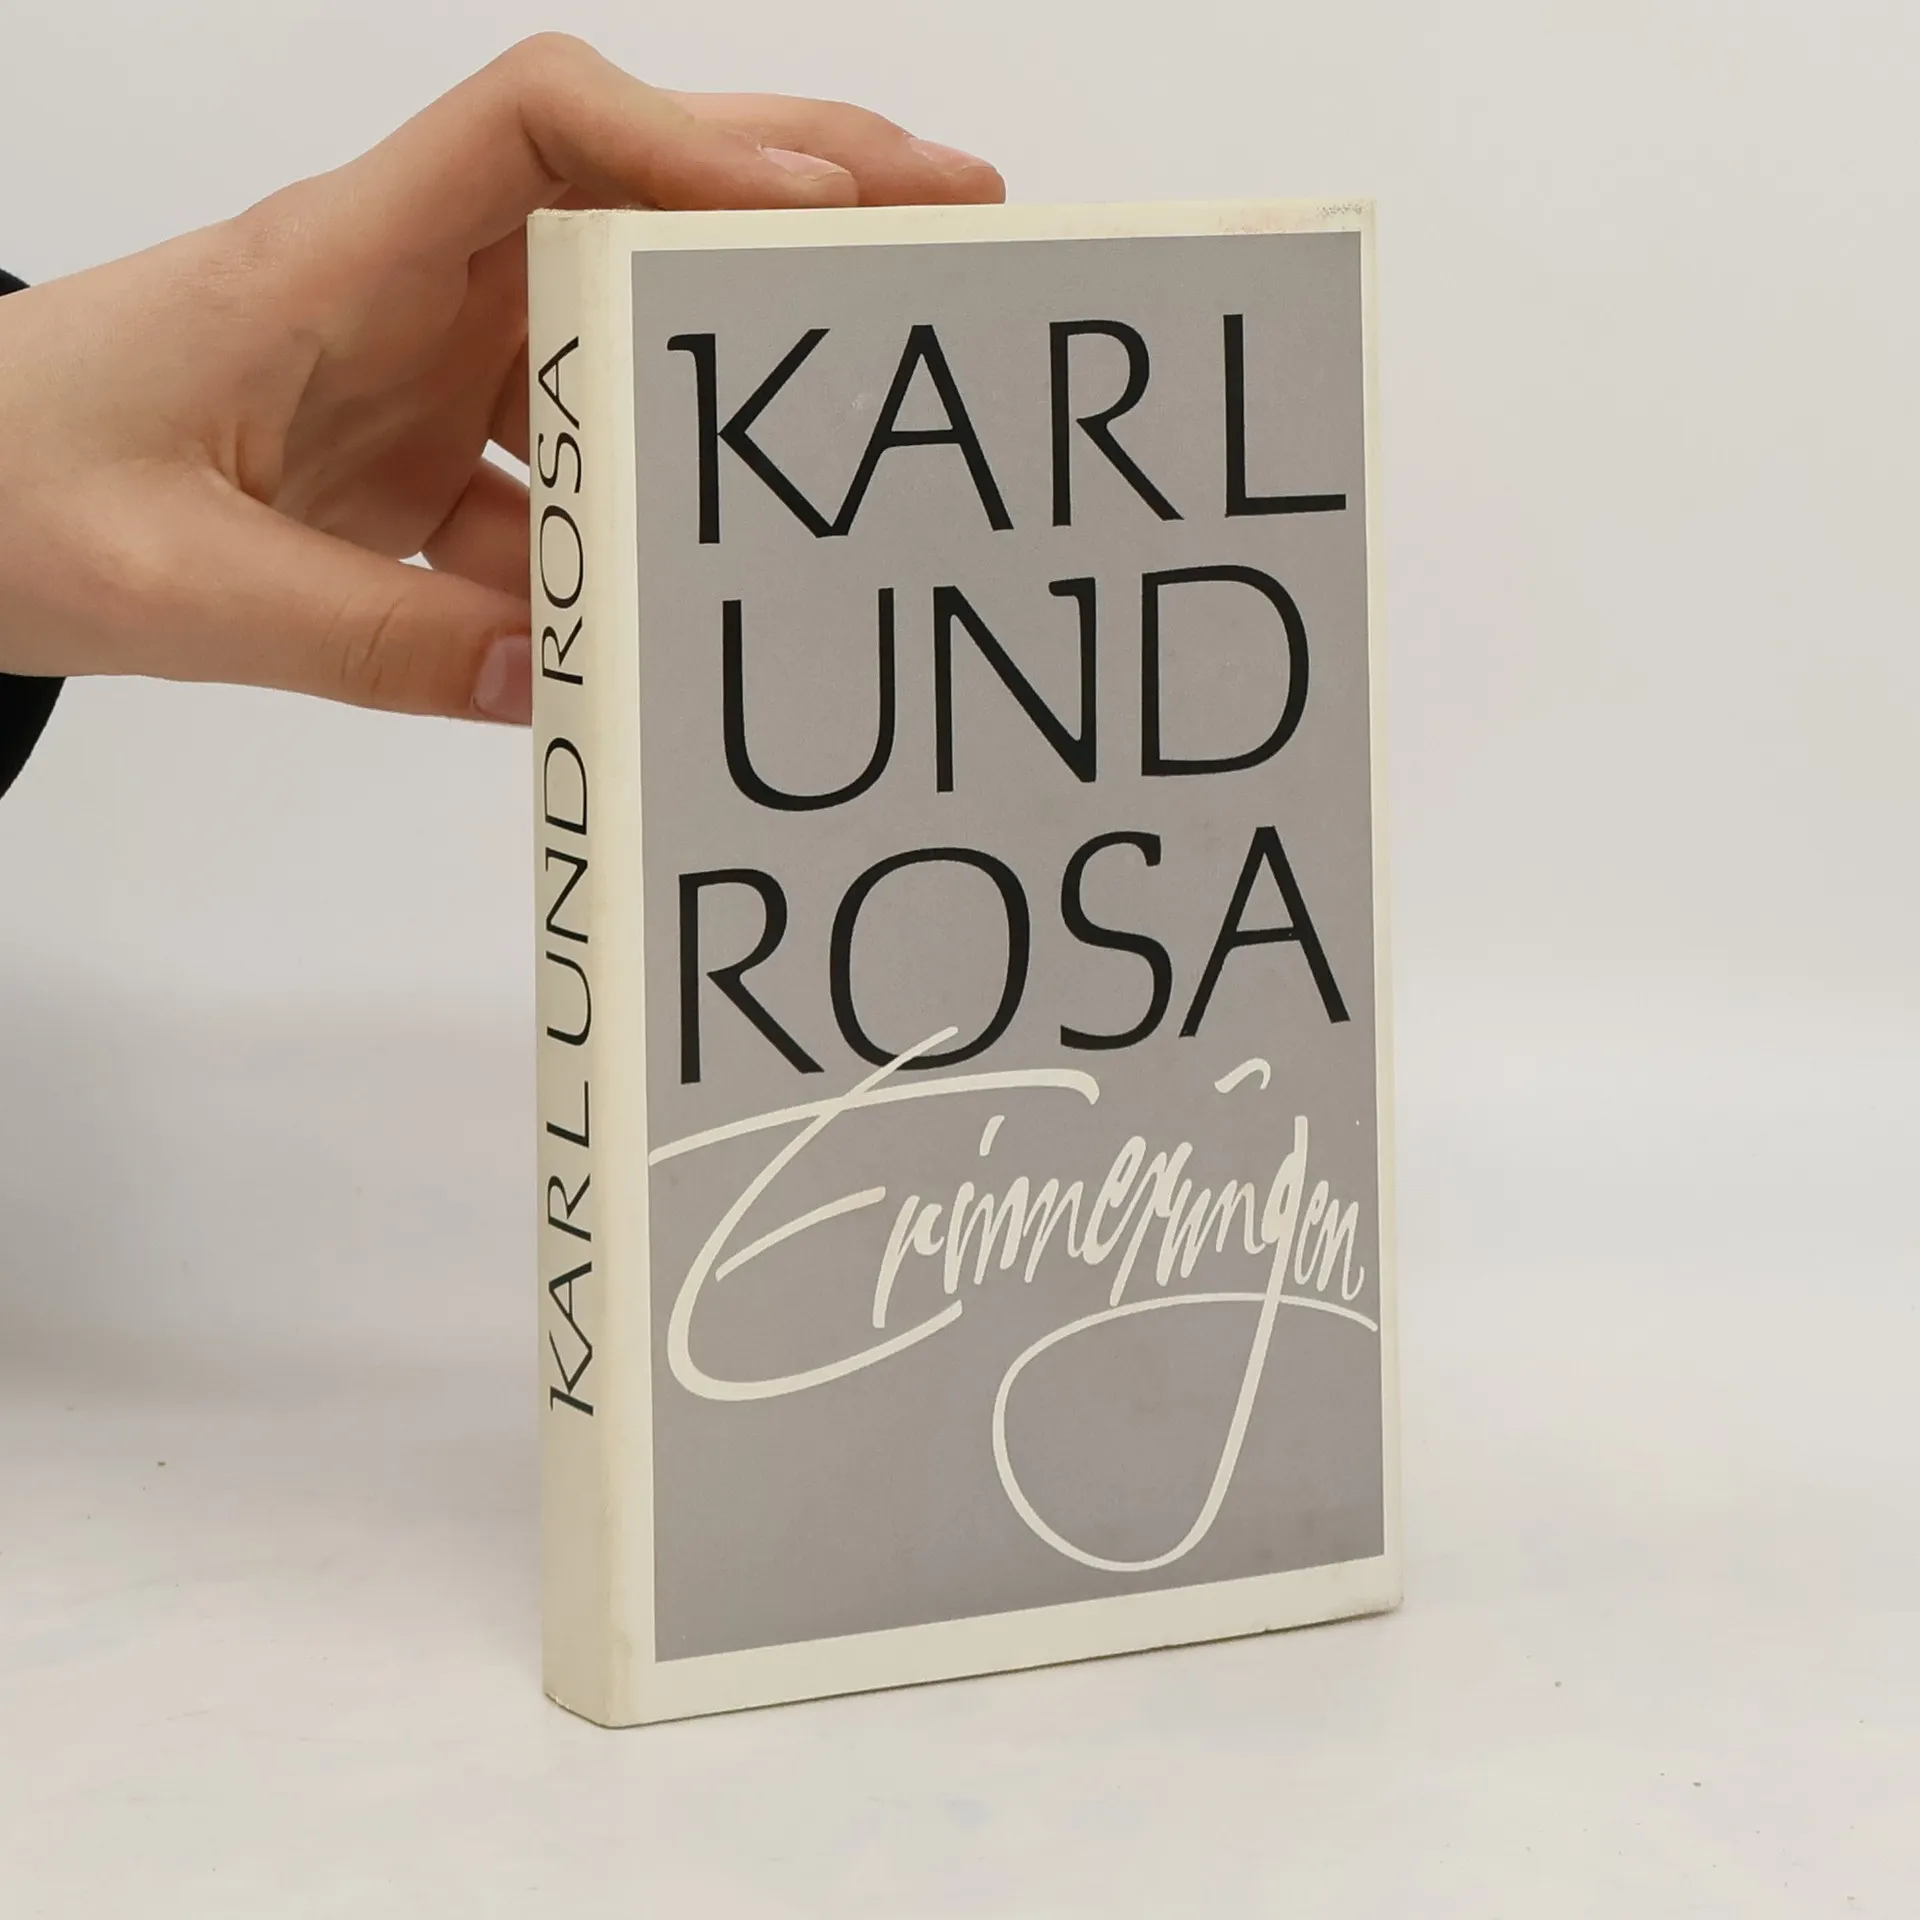 KARL UND ROSA
KARL
UND
ROSA
Erinnerungen